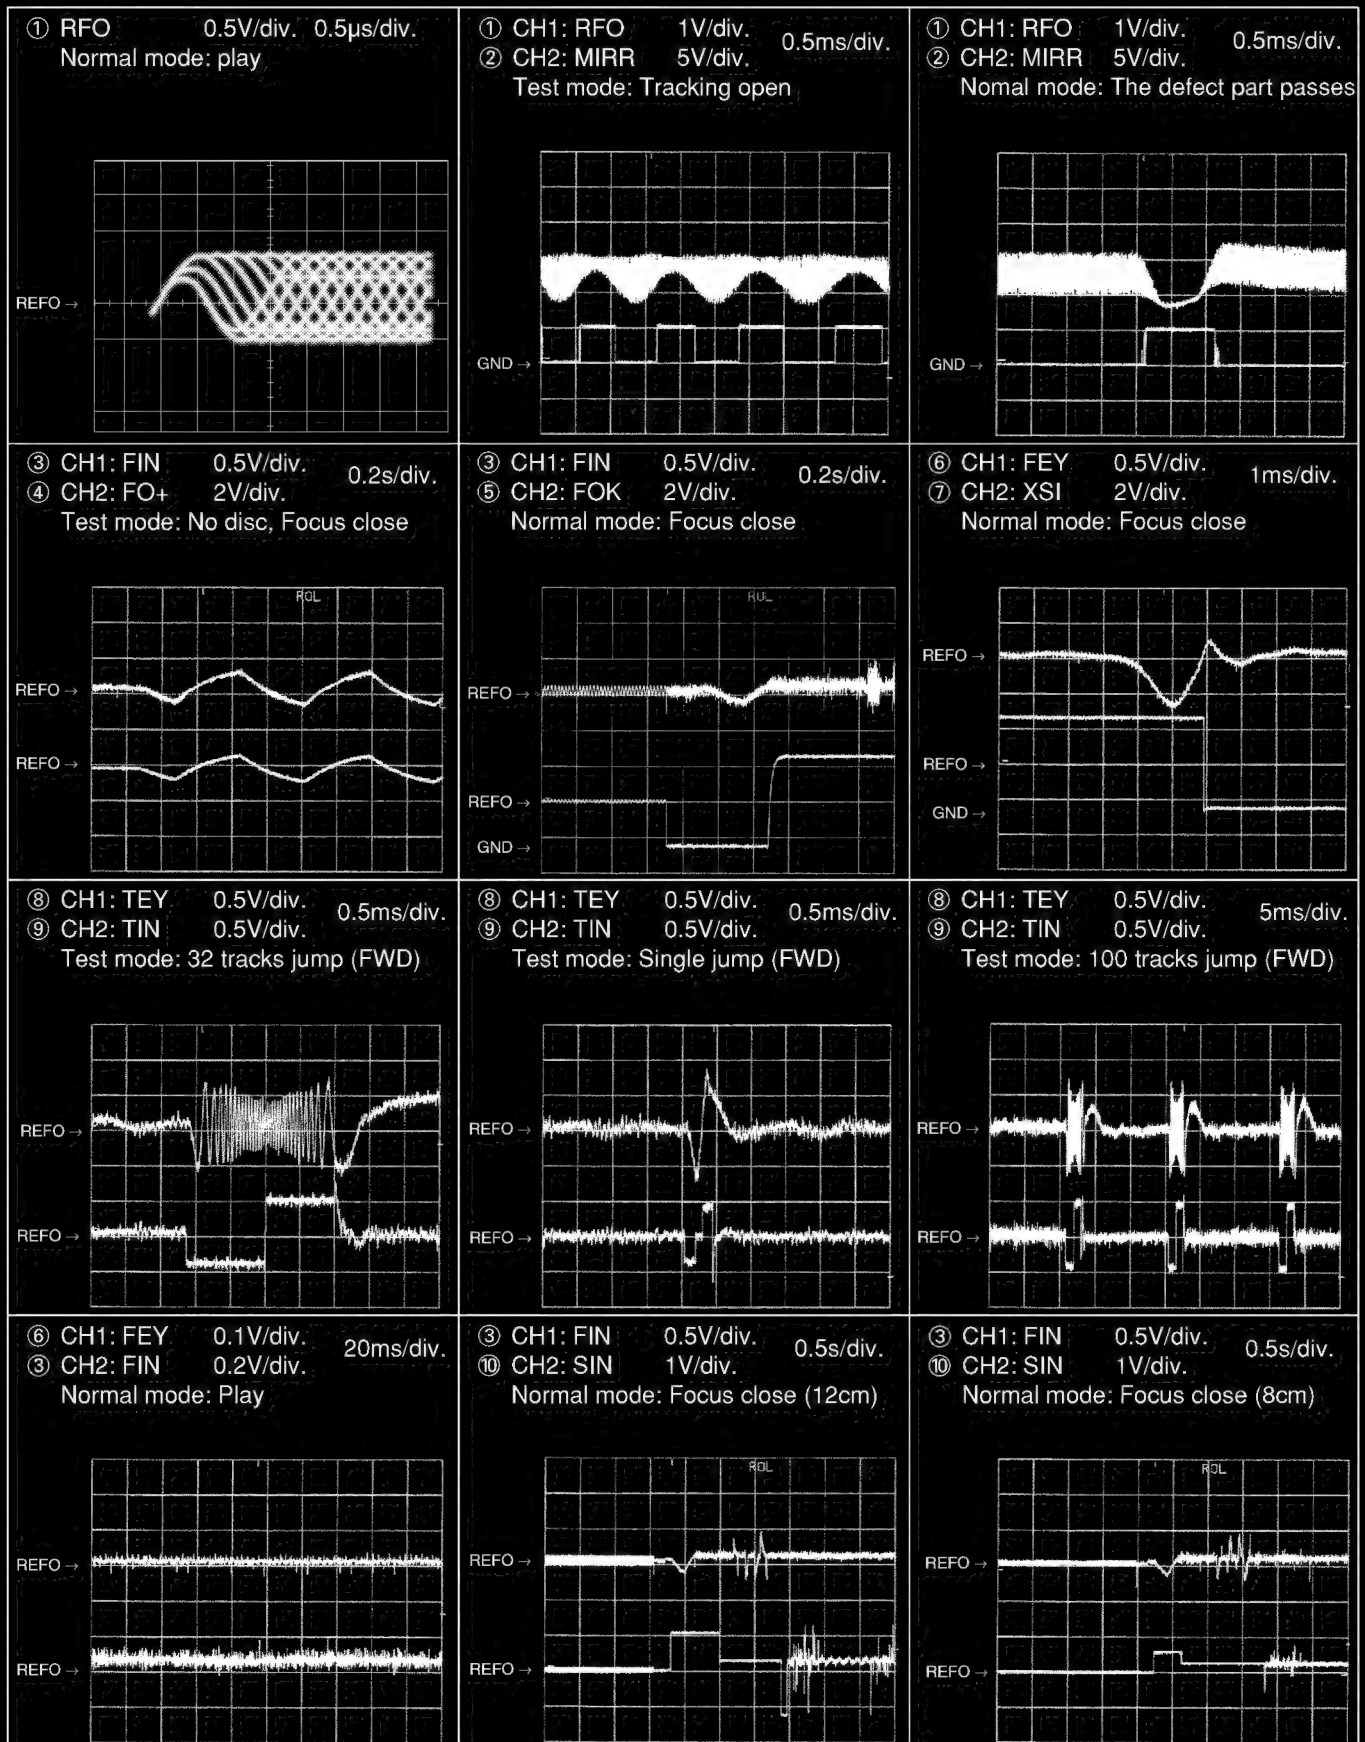 ① RFO 0.5V/div. 0.5µs/div.
Normal mode: play
REFO →
① CH1: RFO 1V/div. 0.5ms/div.
② CH2: MIRR 5V/div.
Test mode: Tracking open
GND →
① CH1: RFO 1V/div. 0.5ms/div.
② CH2: MIRR 5V/div.
Nomal mode: The defect part passes
GND →
③ CH1: FIN 0.5V/div. 0.2s/div.
④ CH2: FO+ 2V/div.
Test mode: No disc, Focus close
ROL
REFO →
REFO →
③ CH1: FIN 0.5V/div. 0.2s/div.
⑤ CH2: FOK 2V/div.
Normal mode: Focus close
ROL
REFO →
REFO →
GND →
⑥ CH1: FEY 0.5V/div. 1ms/div.
⑦ CH2: XSI 2V/div.
Normal mode: Focus close
REFO →
REFO →
GND →
⑧ CH1: TEY 0.5V/div. 0.5ms/div.
⑨ CH2: TIN 0.5V/div.
Test mode: 32 tracks jump (FWD)
REFO →
REFO →
⑧ CH1: TEY 0.5V/div. 0.5ms/div.
⑨ CH2: TIN 0.5V/div.
Test mode: Single jump (FWD)
REFO →
REFO →
⑧ CH1: TEY 0.5V/div. 5ms/div.
⑨ CH2: TIN 0.5V/div.
Test mode: 100 tracks jump (FWD)
REFO →
REFO →
⑥ CH1: FEY 0.1V/div. 20ms/div.
③ CH2: FIN 0.2V/div.
Normal mode: Play
REFO →
REFO →
③ CH1: FIN 0.5V/div. 0.5s/div.
⑩ CH2: SIN 1V/div.
Normal mode: Focus close (12cm)
ROL
REFO →
REFO →
③ CH1: FIN 0.5V/div. 0.5s/div.
⑩ CH2: SIN 1V/div.
Normal mode: Focus close (8cm)
ROL
REFO →
REFO →